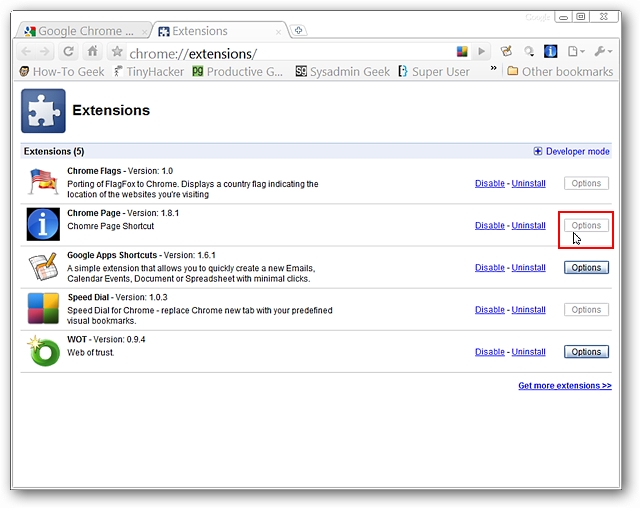 Google
Google Chrome ... Extensions
chrome://extensions/
How-To Geek TinyHacker Productive G... Sysadmin Geek Super User » Other bookmarks
Extensions
Extensions (5) Developer mode
Chrome Flags - Version: 1.0
Porting of FlagFox to Chrome. Displays a country flag indicating
the location of the websites you're visiting
Disable - Uninstall Options
Chrome Page - Version: 1.8.1
Chomre Page Shortcut
Disable - Uninstall Options
Google Apps Shortcuts - Version: 1.6.1
A simple extension that allows you to quickly create a new Emails,
Calendar Events, Document or Spreadsheet with minimal clicks.
Disable - Uninstall Options
Speed Dial - Version: 1.0.3
Speed Dial for Chrome - replace Chrome new tab with your predefined
visual bookmarks.
Disable - Uninstall Options
WOT - Version: 0.9.4
Web of trust.
Disable - Uninstall Options
Get more extensions >>